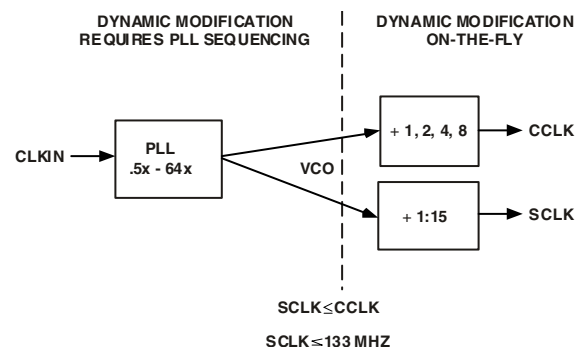 DYNAMIC MODIFICATION
REQUIRES PLL SEQUENCING
DYNAMIC MODIFICATION
ON-THE-FLY
CLKIN
PLL
.5x - 64x
VCO
+ 1, 2, 4, 8
CCLK
+ 1:15
SCLK
SCLK≤CCLK
SCLK≤133 MHZ